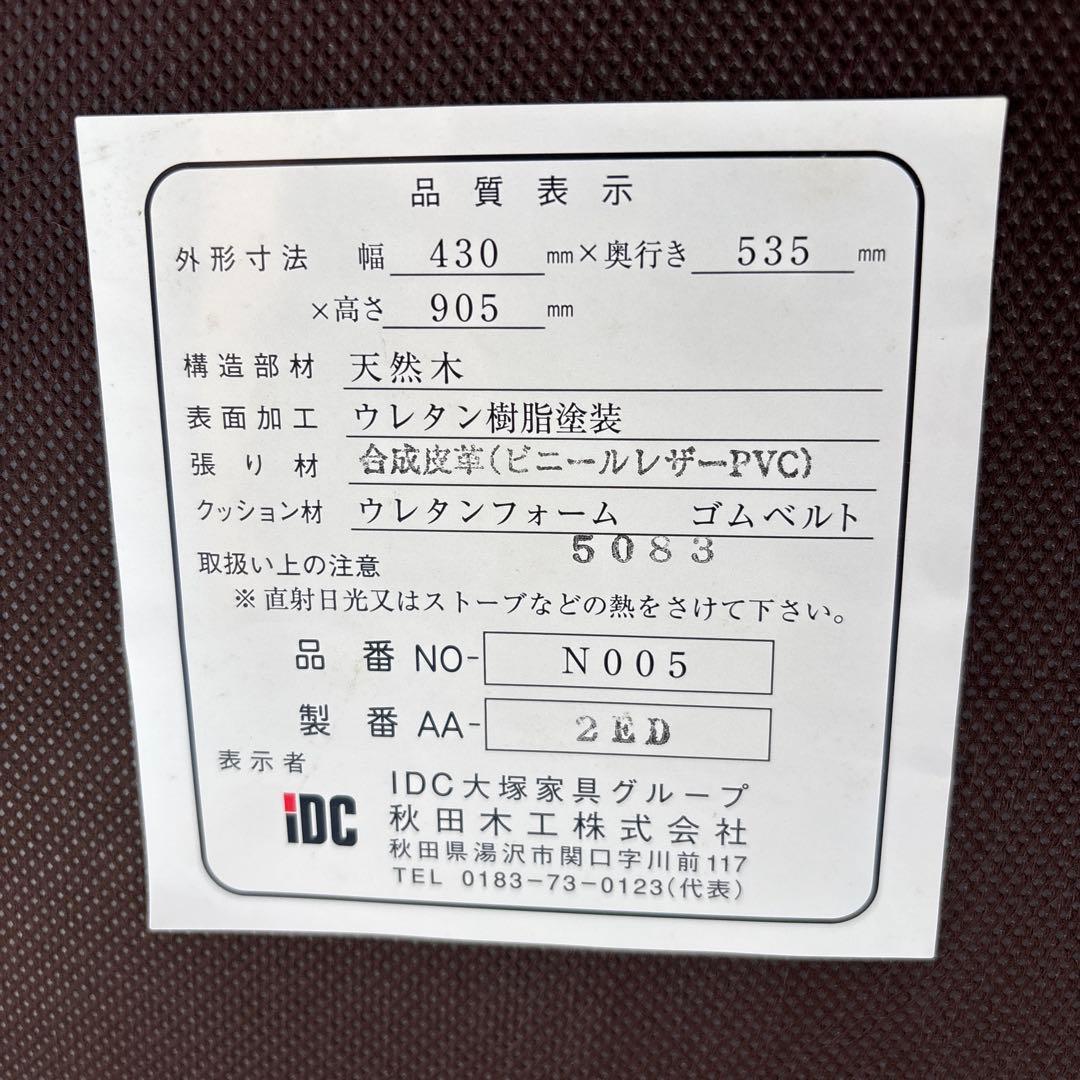 品質表示
外形寸法 幅 430 mm×奥行き 535 mm
×高さ 905 mm
構造部材 天然木
表面加工 ウレタン樹脂塗装
張り材 合成皮革(ビニールレザーPVC)
クッション材 ウレタンフォーム ゴムベルト
5083
取扱い上の注意
※直射日光又はストーブなどの熱をさけて下さい。
品番 NO- N005
製番 AA- 2ED
表示者
iDC
IDC大塚家具グループ
秋田木工株式会社
秋田県湯沢市関口字川前117
TEL 0183-73-0123(代表)